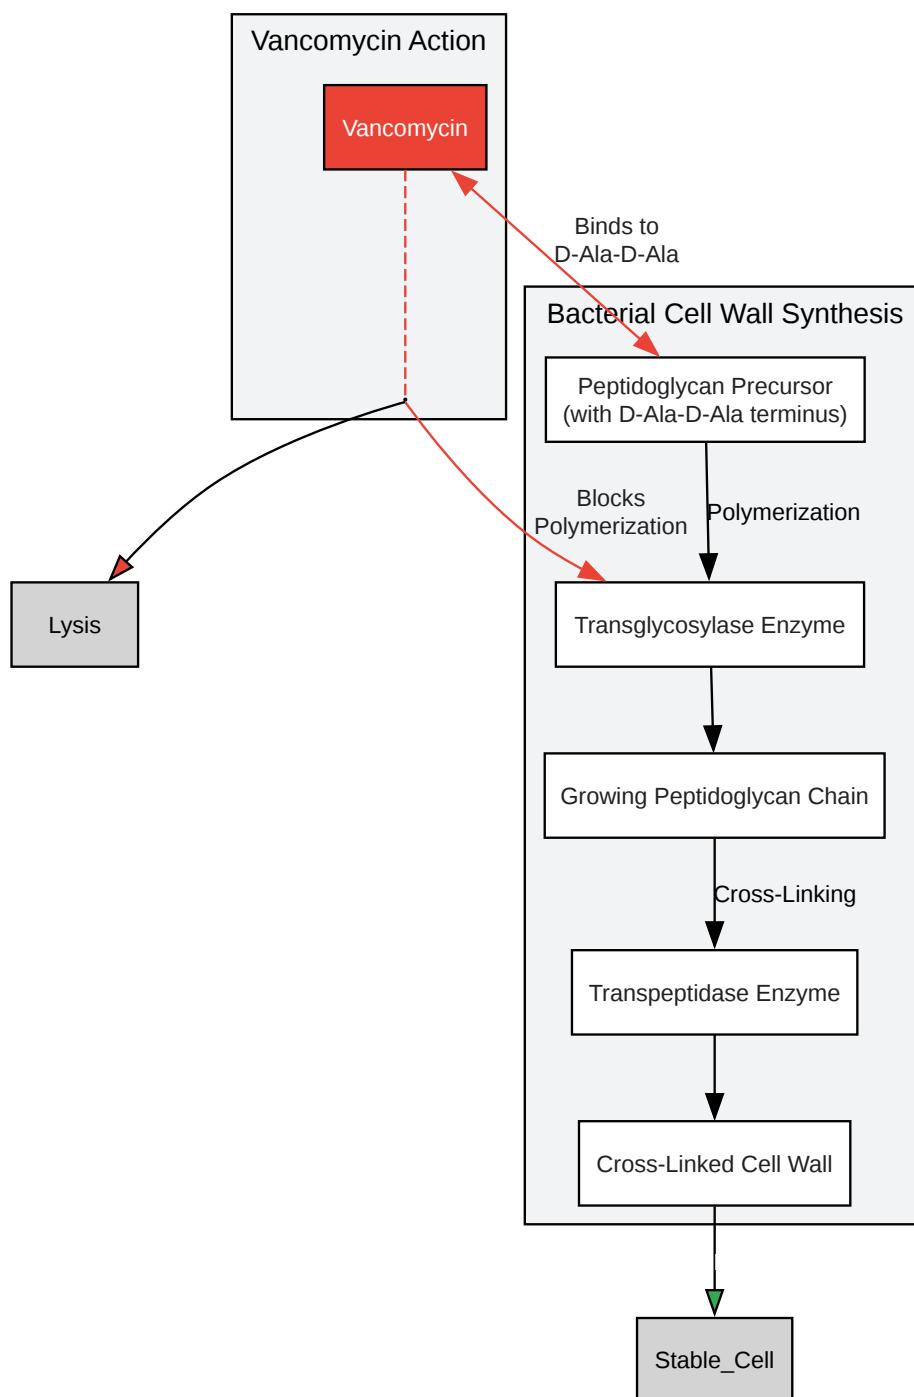 Vancomycin Action
Vancomycin
Binds to
D-Ala-D-Ala
Bacterial Cell Wall Synthesis
Peptidoglycan Precursor
(with D-Ala-D-Ala terminus)
Blocks
Polymerization
Polymerization
Lysis
Transglycosylase Enzyme
Growing Peptidoglycan Chain
Cross-Linking
Transpeptidase Enzyme
Cross-Linked Cell Wall
Stable_Cell